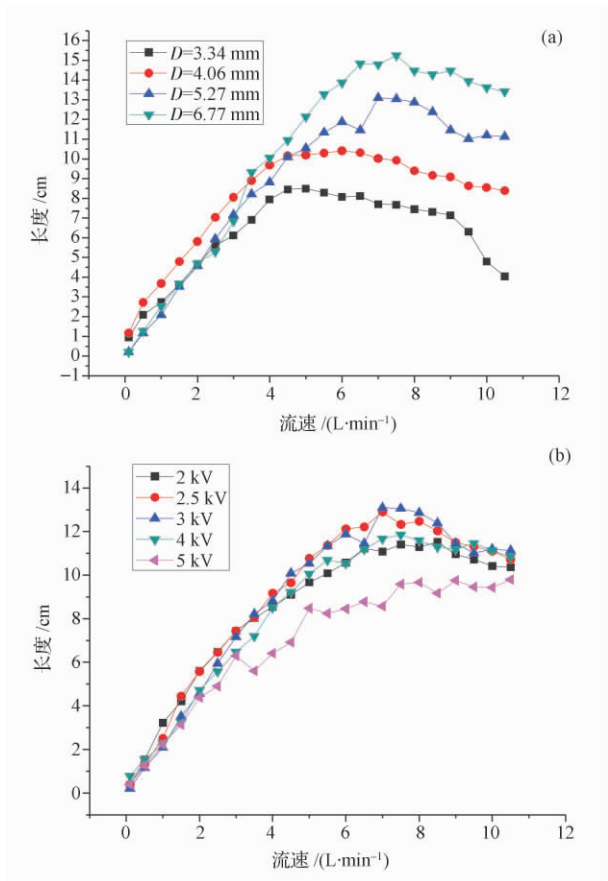 (a)
D=3.34 mm
D=4.06 mm
D=5.27 mm
D=6.77 mm
16
15
14
13
12
11
10
9
8
7
6
5
4
3
2
1
0
−1
长度/cm
0 2 4 6 8 10 12
流速/(L·min⁻¹)
(b)
2 kV
2.5 kV
3 kV
4 kV
5 kV
14
12
10
8
6
4
2
0
长度/cm
0 2 4 6 8 10 12
流速/(L·min⁻¹)